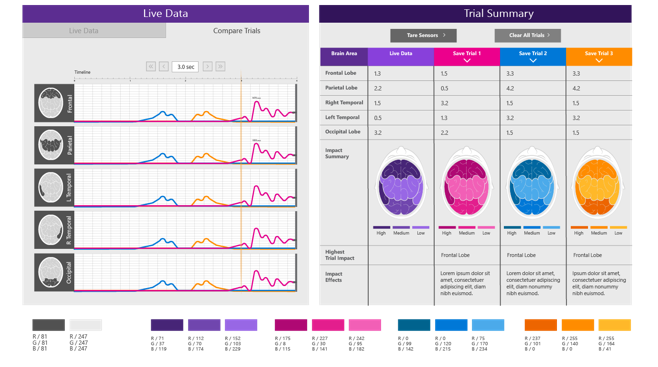 Live Data
Live Data
Compare Trials
3.0 sec
Timeline
Frontal
Parietal
L Temporal
R Temporal
Occipital
Trial Summary
Tare Sensors
Clear All Trials
Brain Area
Live Data
Save Trial 1
Save Trial 2
Save Trial 3
Frontal Lobe
1.3
1.5
3.3
3.3
Parietal Lobe
2.2
0.5
4.2
4.2
Right Temporal
1.5
3.2
1.5
1.5
Left Temporal
0.5
1.3
3.2
3.2
Occipital Lobe
3.2
2.2
1.5
1.5
Impact
Summary
High Medium Low
High Medium Low
High Medium Low
High Medium Low
Highest
Trial Impact
Frontal Lobe
Frontal Lobe
Frontal Lobe
Impact
Effects
Lorem ipsum dolor sit
amet, consectetuer
adipiscing elit, diam
nibh euismod.
Lorem dolor sit amet,
consectetuer adipiscing
elit, diam nonummy
nibh euismod.
Ipsum dolor sit amet,
consectetuer adipiscing
elit, diam nonummy
nibh euismod.
R / 81
G / 81
B / 81
R / 247
G / 247
B / 247
R / 71
G / 37
B / 119
R / 112
G / 70
B / 174
R / 152
G / 103
B / 229
R / 175
G / 8
B / 115
R / 227
G / 30
B / 141
R / 242
G / 95
B / 182
R / 0
G / 99
B / 142
R / 0
G / 120
B / 215
R / 75
G / 170
B / 234
R / 237
G / 101
B / 0
R / 255
G / 140
B / 0
R / 255
G / 164
B / 41